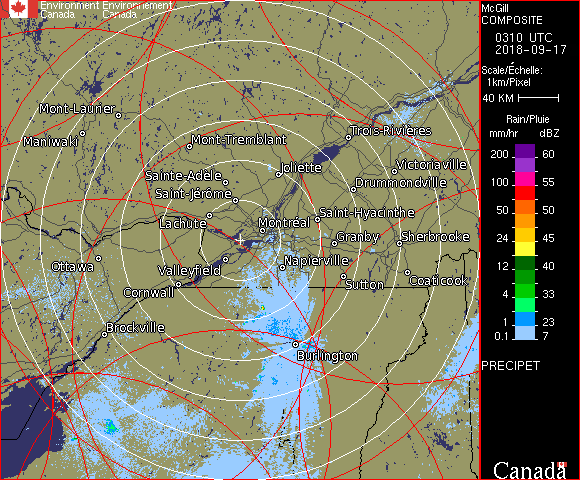 Environment Environnement
Canada Canada
McGill
COMPOSITE
0310 UTC
2018-09-17
Scale/Échelle:
1km/Pixel
40 KM
Rain/Pluie
mm/hr dBZ
200 60
100 55
50 50
24 45
12 40
4 33
1 23
0.1 7
PRECIPET
Canada
Mont-Laurier
Maniwaki
Mont-Tremblant
Trois-Rivières
Joliette
Victoriaville
Sainte-Adèle
Drummondville
Saint-Jérôme
Lachute
Saint-Hyacinthe
Montréal
Granby
Sherbrooke
Ottawa
Valleyfield
Napierville
Sutton
Coaticook
Cornwall
Brockville
Burlington